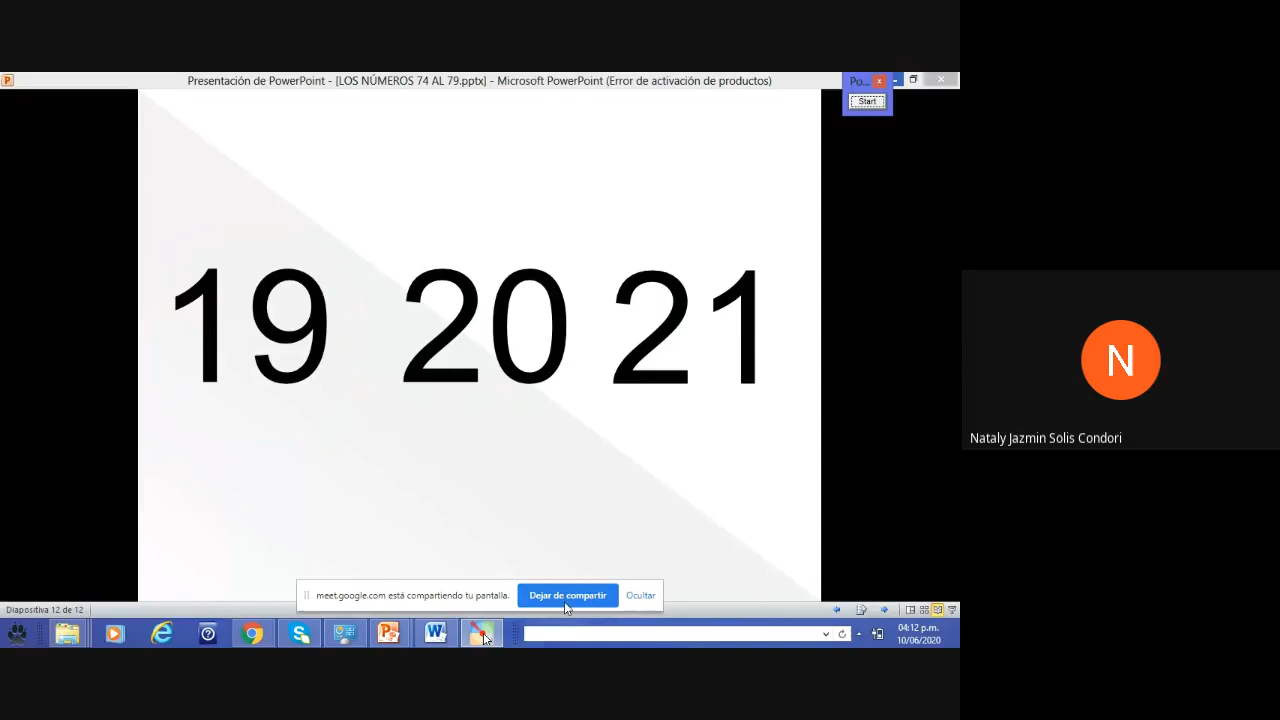 Presentación de PowerPoint - [LOS NÚMEROS 74 AL 79.pptx] - Microsoft PowerPoint (Error de activación de productos)
Po...
Start
19 20 21
N
Nataly Jazmin Solis Condori
meet.google.com está compartiendo tu pantalla.
Dejar de compartir
Ocultar
Diapositiva 12 de 12
04:12 p.m.
10/06/2020